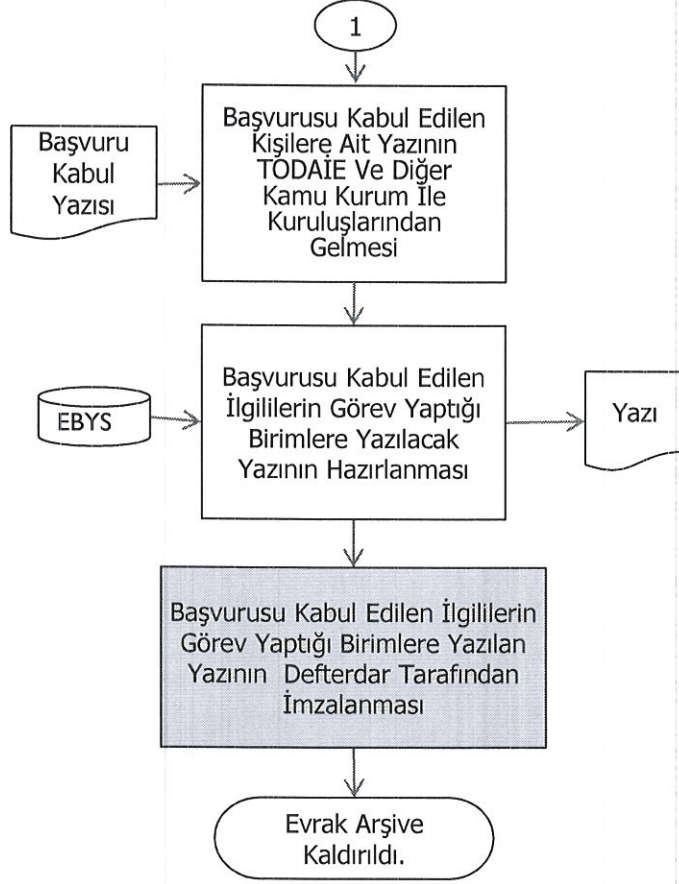 1
Başvurusu Kabul Edilen
Kişilere Ait Yazının
TODAİE Ve Diğer
Kamu Kurum İle
Kuruluşlarından
Gelmesi
Başvuru
Kabul
Yazısı
Başvurusu Kabul Edilen
İlgililerin Görev Yaptığı
Birimlere Yazılacak
Yazının Hazırlanması
EBYS
Yazı
Başvurusu Kabul Edilen İlgililerin
Görev Yaptığı Birimlere Yazılan
Yazının Defterdar Tarafından
İmzalanması
Evrak Arşive
Kaldırıldı.